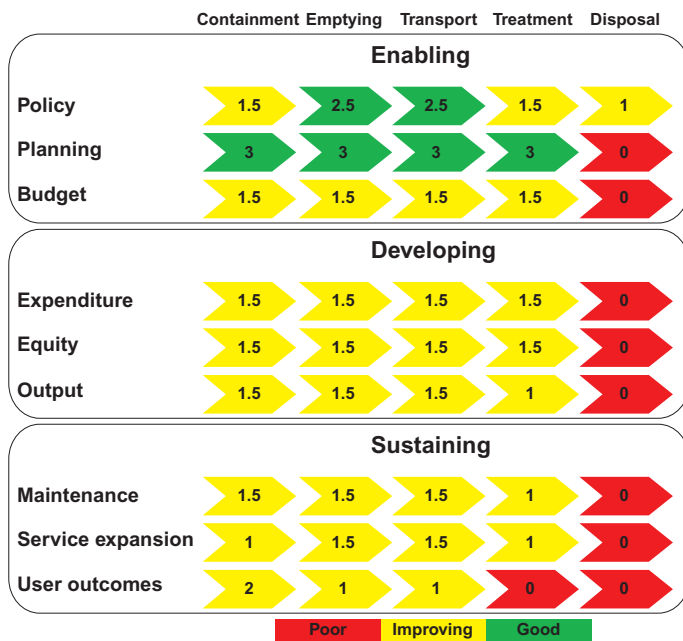 Containment Emptying Transport Treatment Disposal
Enabling
Policy 1.5 2.5 2.5 1.5 1
Planning 3 3 3 3 0
Budget 1.5 1.5 1.5 1.5 0
Developing
Expenditure 1.5 1.5 1.5 1.5 0
Equity 1.5 1.5 1.5 1.5 0
Output 1.5 1.5 1.5 1 0
Sustaining
Maintenance 1.5 1.5 1.5 1 0
Service expansion 1 1.5 1.5 1 0
User outcomes 2 1 1 0 0
Poor Improving Good